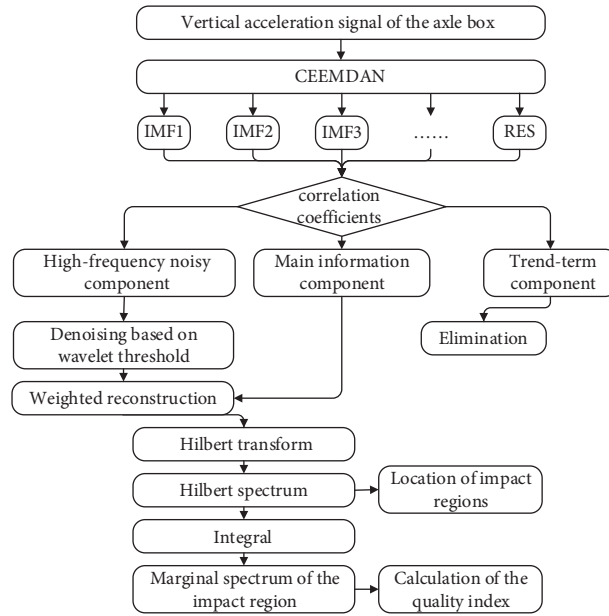 Vertical acceleration signal of the axle box
CEEMDAN
IMF1
IMF2
IMF3
......
RES
correlation
coefficients
High-frequency noisy
component
Main information
component
Trend-term
component
Denoising based on
wavelet threshold
Elimination
Weighted reconstruction
Hilbert transform
Hilbert spectrum
Location of impact
regions
Integral
Marginal spectrum of the
impact region
Calculation of the
quality index